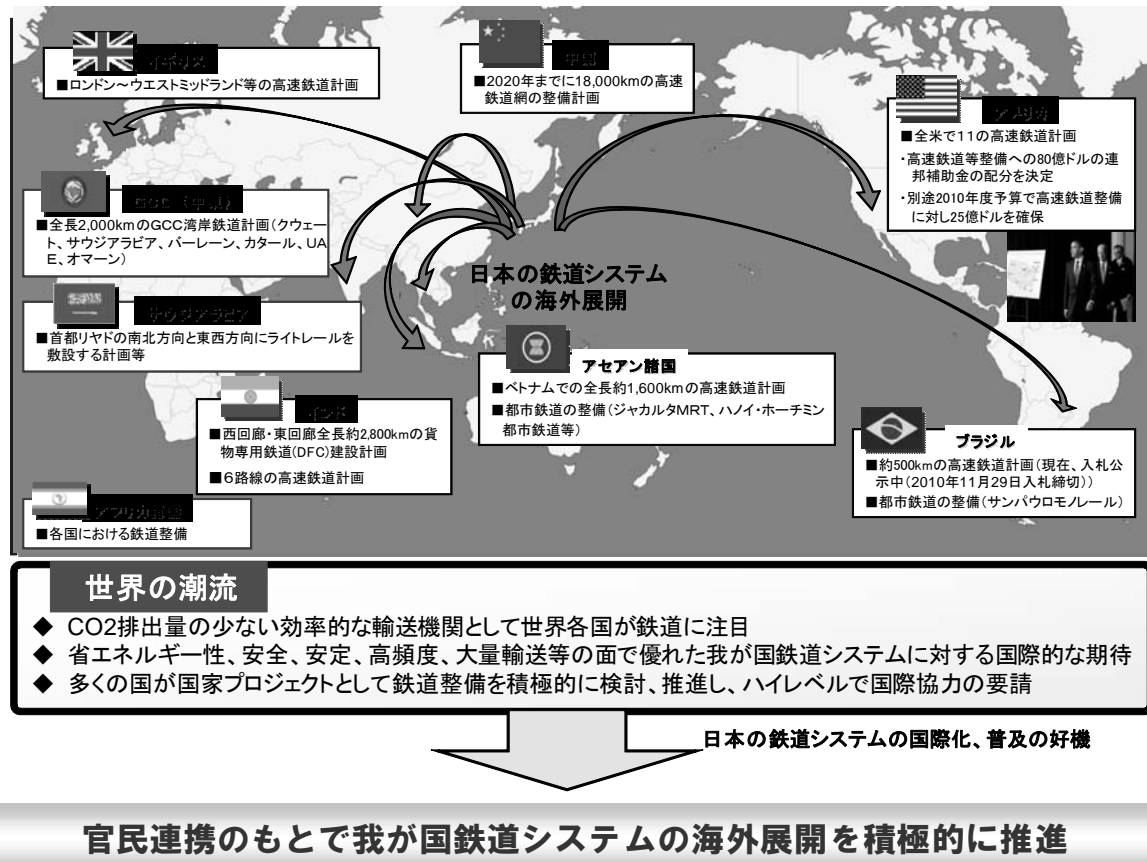 イギリス
■ロンドン～ウエストミッドランド等の高速鉄道計画
中国
■2020年までに18,000kmの高速
鉄道網の整備計画
アメリカ
■全米で11の高速鉄道計画
・高速鉄道等整備への80億ドルの連
邦補助金の配分を決定
・別途2010年度予算で高速鉄道整備
に対し25億ドルを確保
GCC（中東）
■全長2,000kmのGCC湾岸鉄道計画(クウェー
ト、サウジアラビア、バーレーン、カタール、UA
E、オマーン)
日本の鉄道システム
の海外展開
サウジアラビア
■首都リヤドの南北方向と東西方向にライトレールを
敷設する計画等
アセアン諸国
■ベトナムでの全長約1,600kmの高速鉄道計画
■都市鉄道の整備(ジャカルタMRT、ハノイ・ホーチミン
都市鉄道等)
インド
■西回廊・東回廊全長約2,800kmの貨
物専用鉄道(DFC)建設計画
■６路線の高速鉄道計画
ブラジル
■約500kmの高速鉄道計画(現在、入札公
示中(2010年11月29日入札締切))
■都市鉄道の整備(サンパウロモノレール)
アフリカ諸国
■各国における鉄道整備
世界の潮流
◆ CO2排出量の少ない効率的な輸送機関として世界各国が鉄道に注目
◆ 省エネルギー性、安全、安定、高頻度、大量輸送等の面で優れた我が国鉄道システムに対する国際的な期待
◆ 多くの国が国家プロジェクトとして鉄道整備を積極的に検討、推進し、ハイレベルで国際協力の要請
日本の鉄道システムの国際化、普及の好機
官民連携のもとで我が国鉄道システムの海外展開を積極的に推進